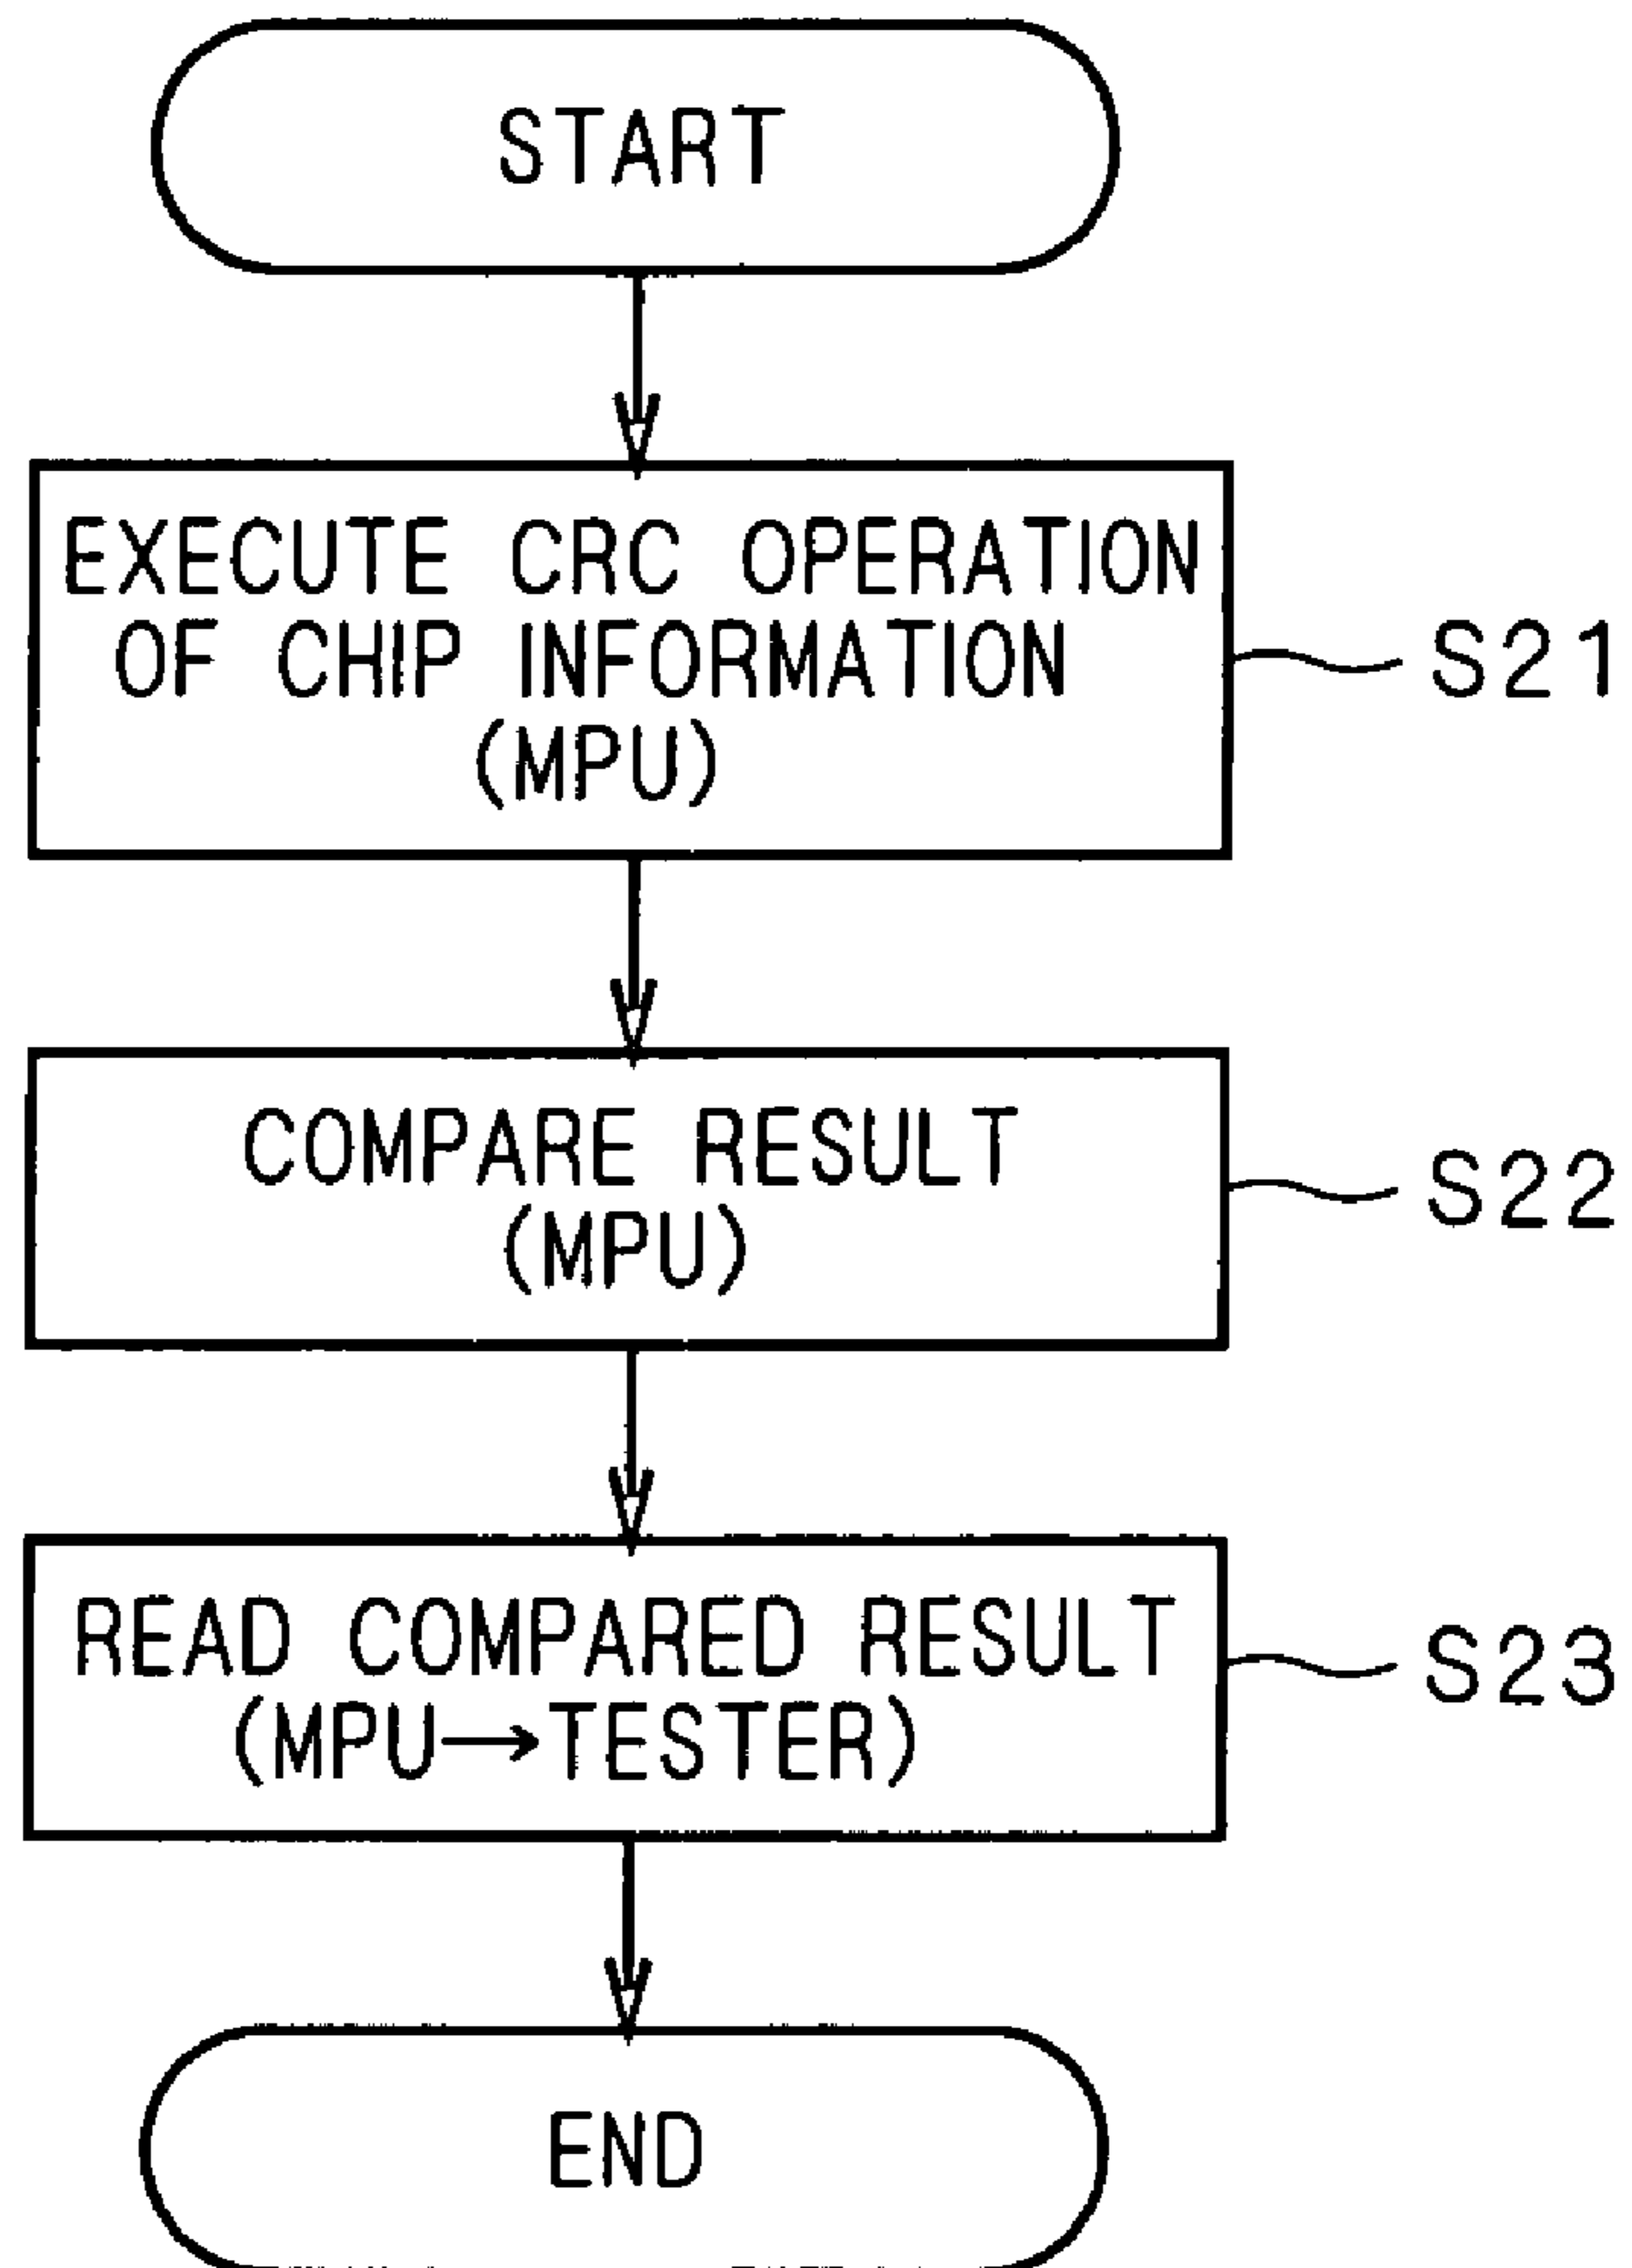 START
EXECUTE CRC OPERATION
OF CHIP INFORMATION
(MPU)
S21
COMPARE RESULT
(MPU)
S22
READ COMPARED RESULT
(MPU→TESTER)
S23
END